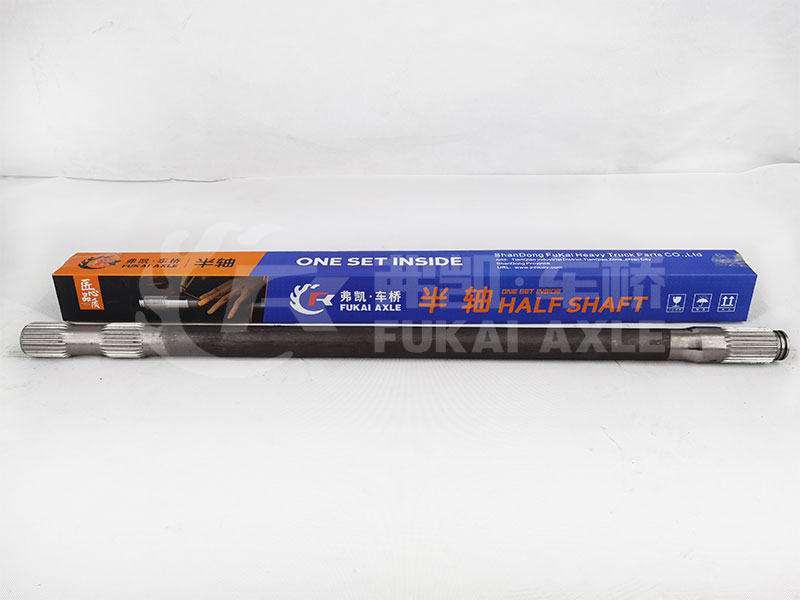 弗凯·车桥
FUKAI AXLE
半轴
ONE SET INSIDE
ShanDong FuKai Heavy Truck Parts CO.,Ltd
ShanDong Province
匠心
品质
弗凯·车桥
FUKAI AXLE
半轴
ONE SET INSIDE
HALF SHAFT
弗凯车桥
FUKAI AXLE